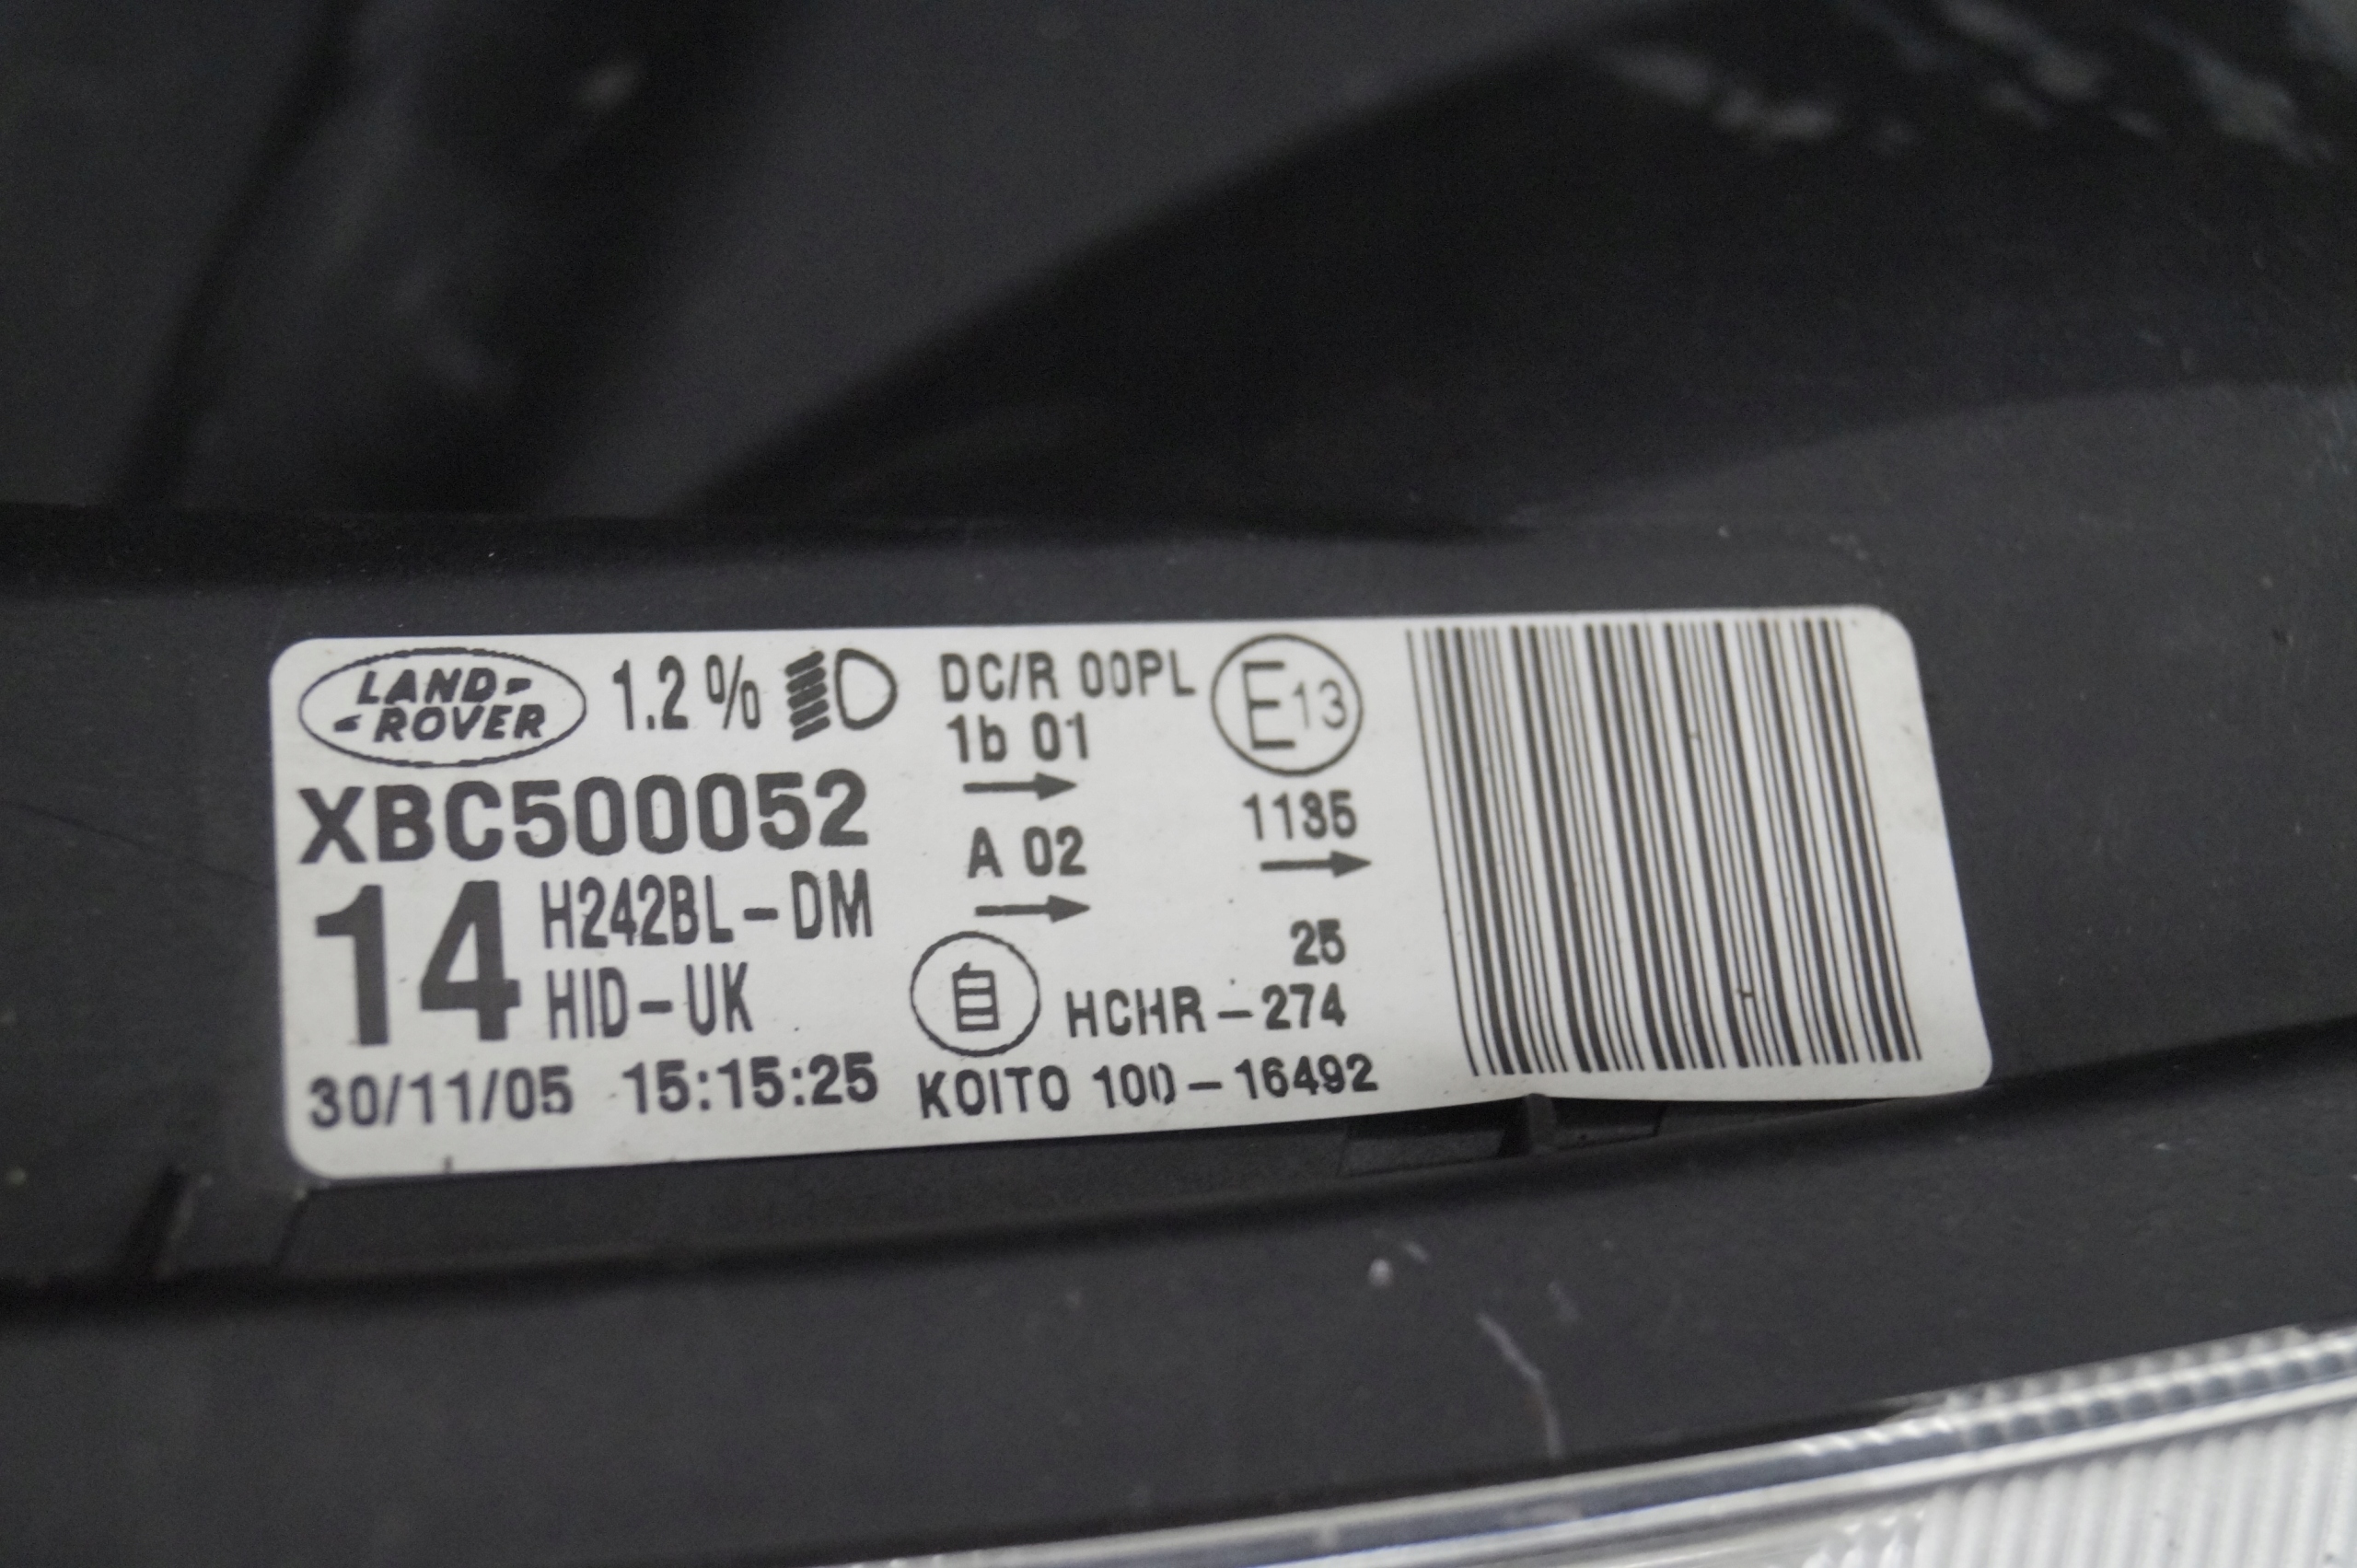 LAND-
-ROVER
1.2%
XBC500052
14
H242BL-DM
HID-UK
30/11/05 15:15:25
DC/R 00PL
1b 01
A 02
E13
1135
25
HCHR-274
KOITO 100-16492